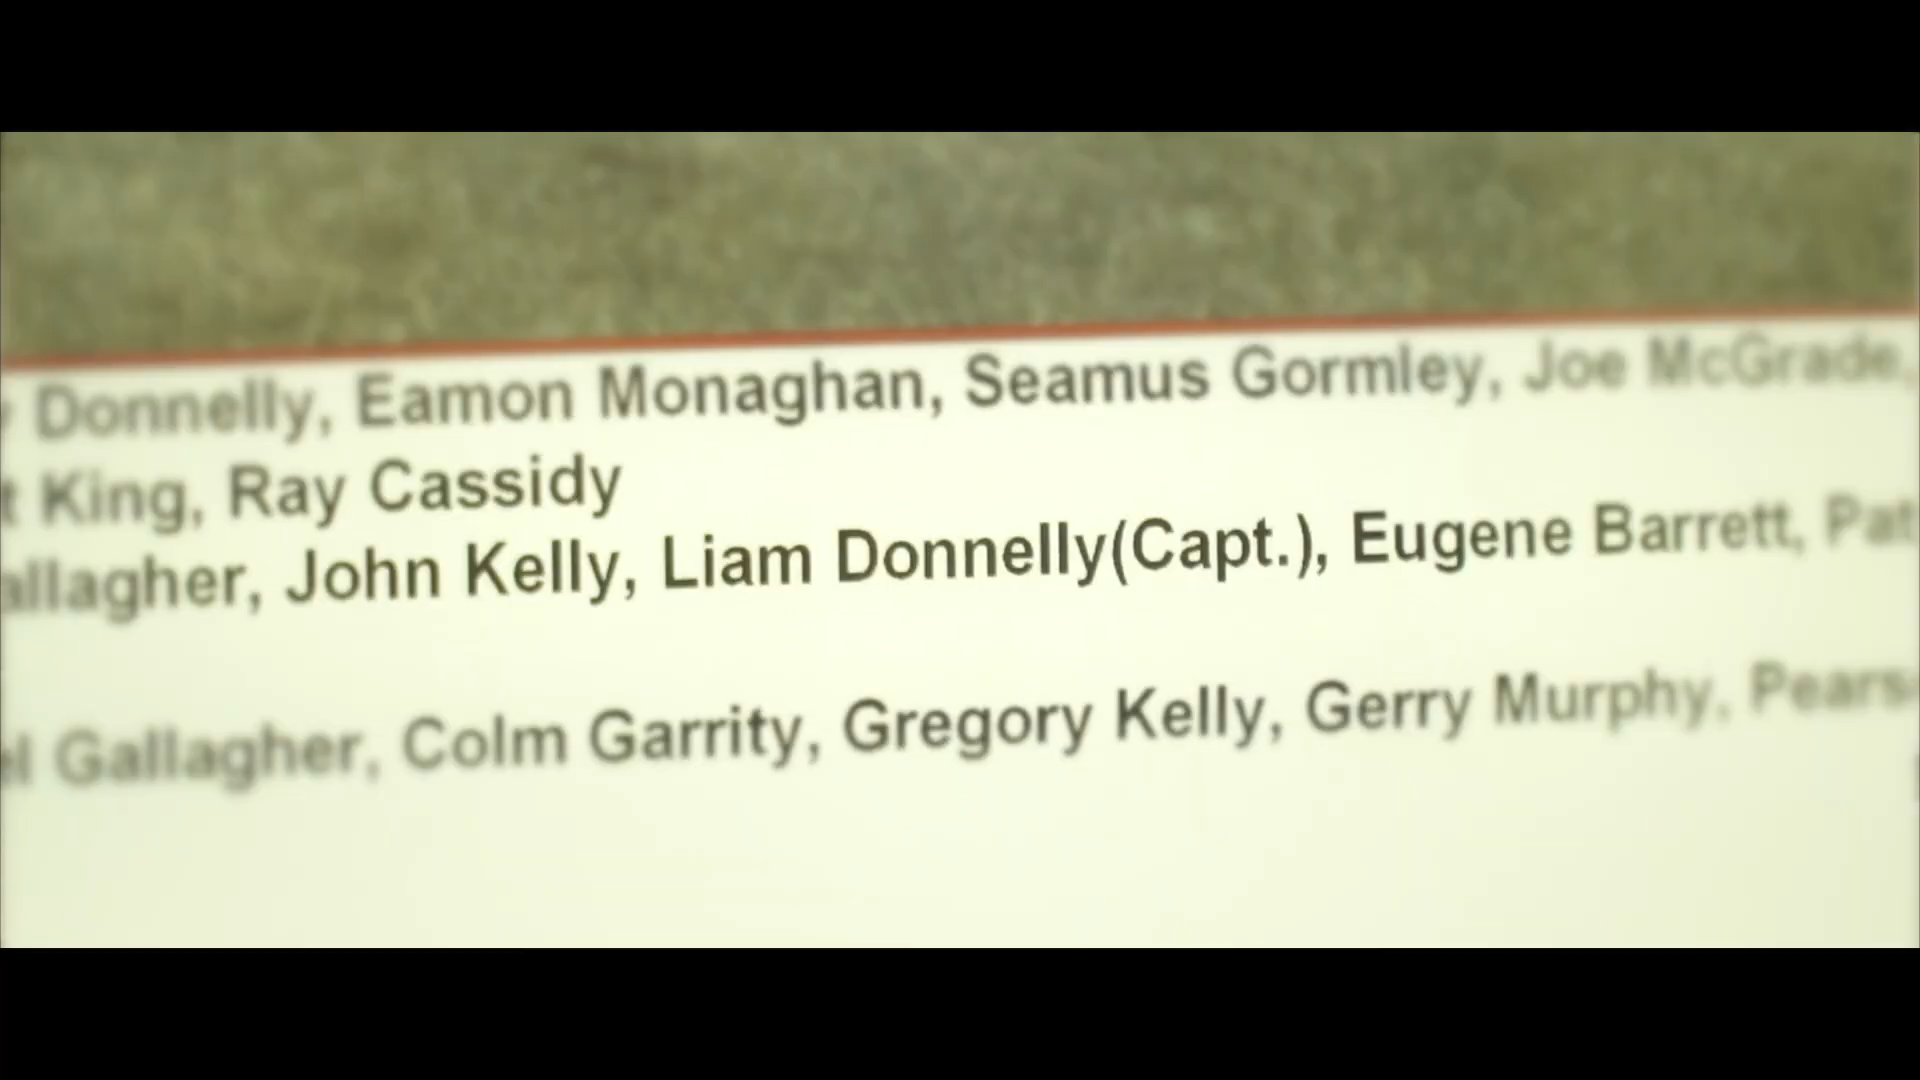 Donnelly, Eamon Monaghan, Seamus Gormley, Joe McGrade,
King, Ray Cassidy
John Kelly, Liam Donnelly(Capt.), Eugene Barrett, Pat
Gallagher, Colm Garrity, Gregory Kelly, Gerry Murphy,